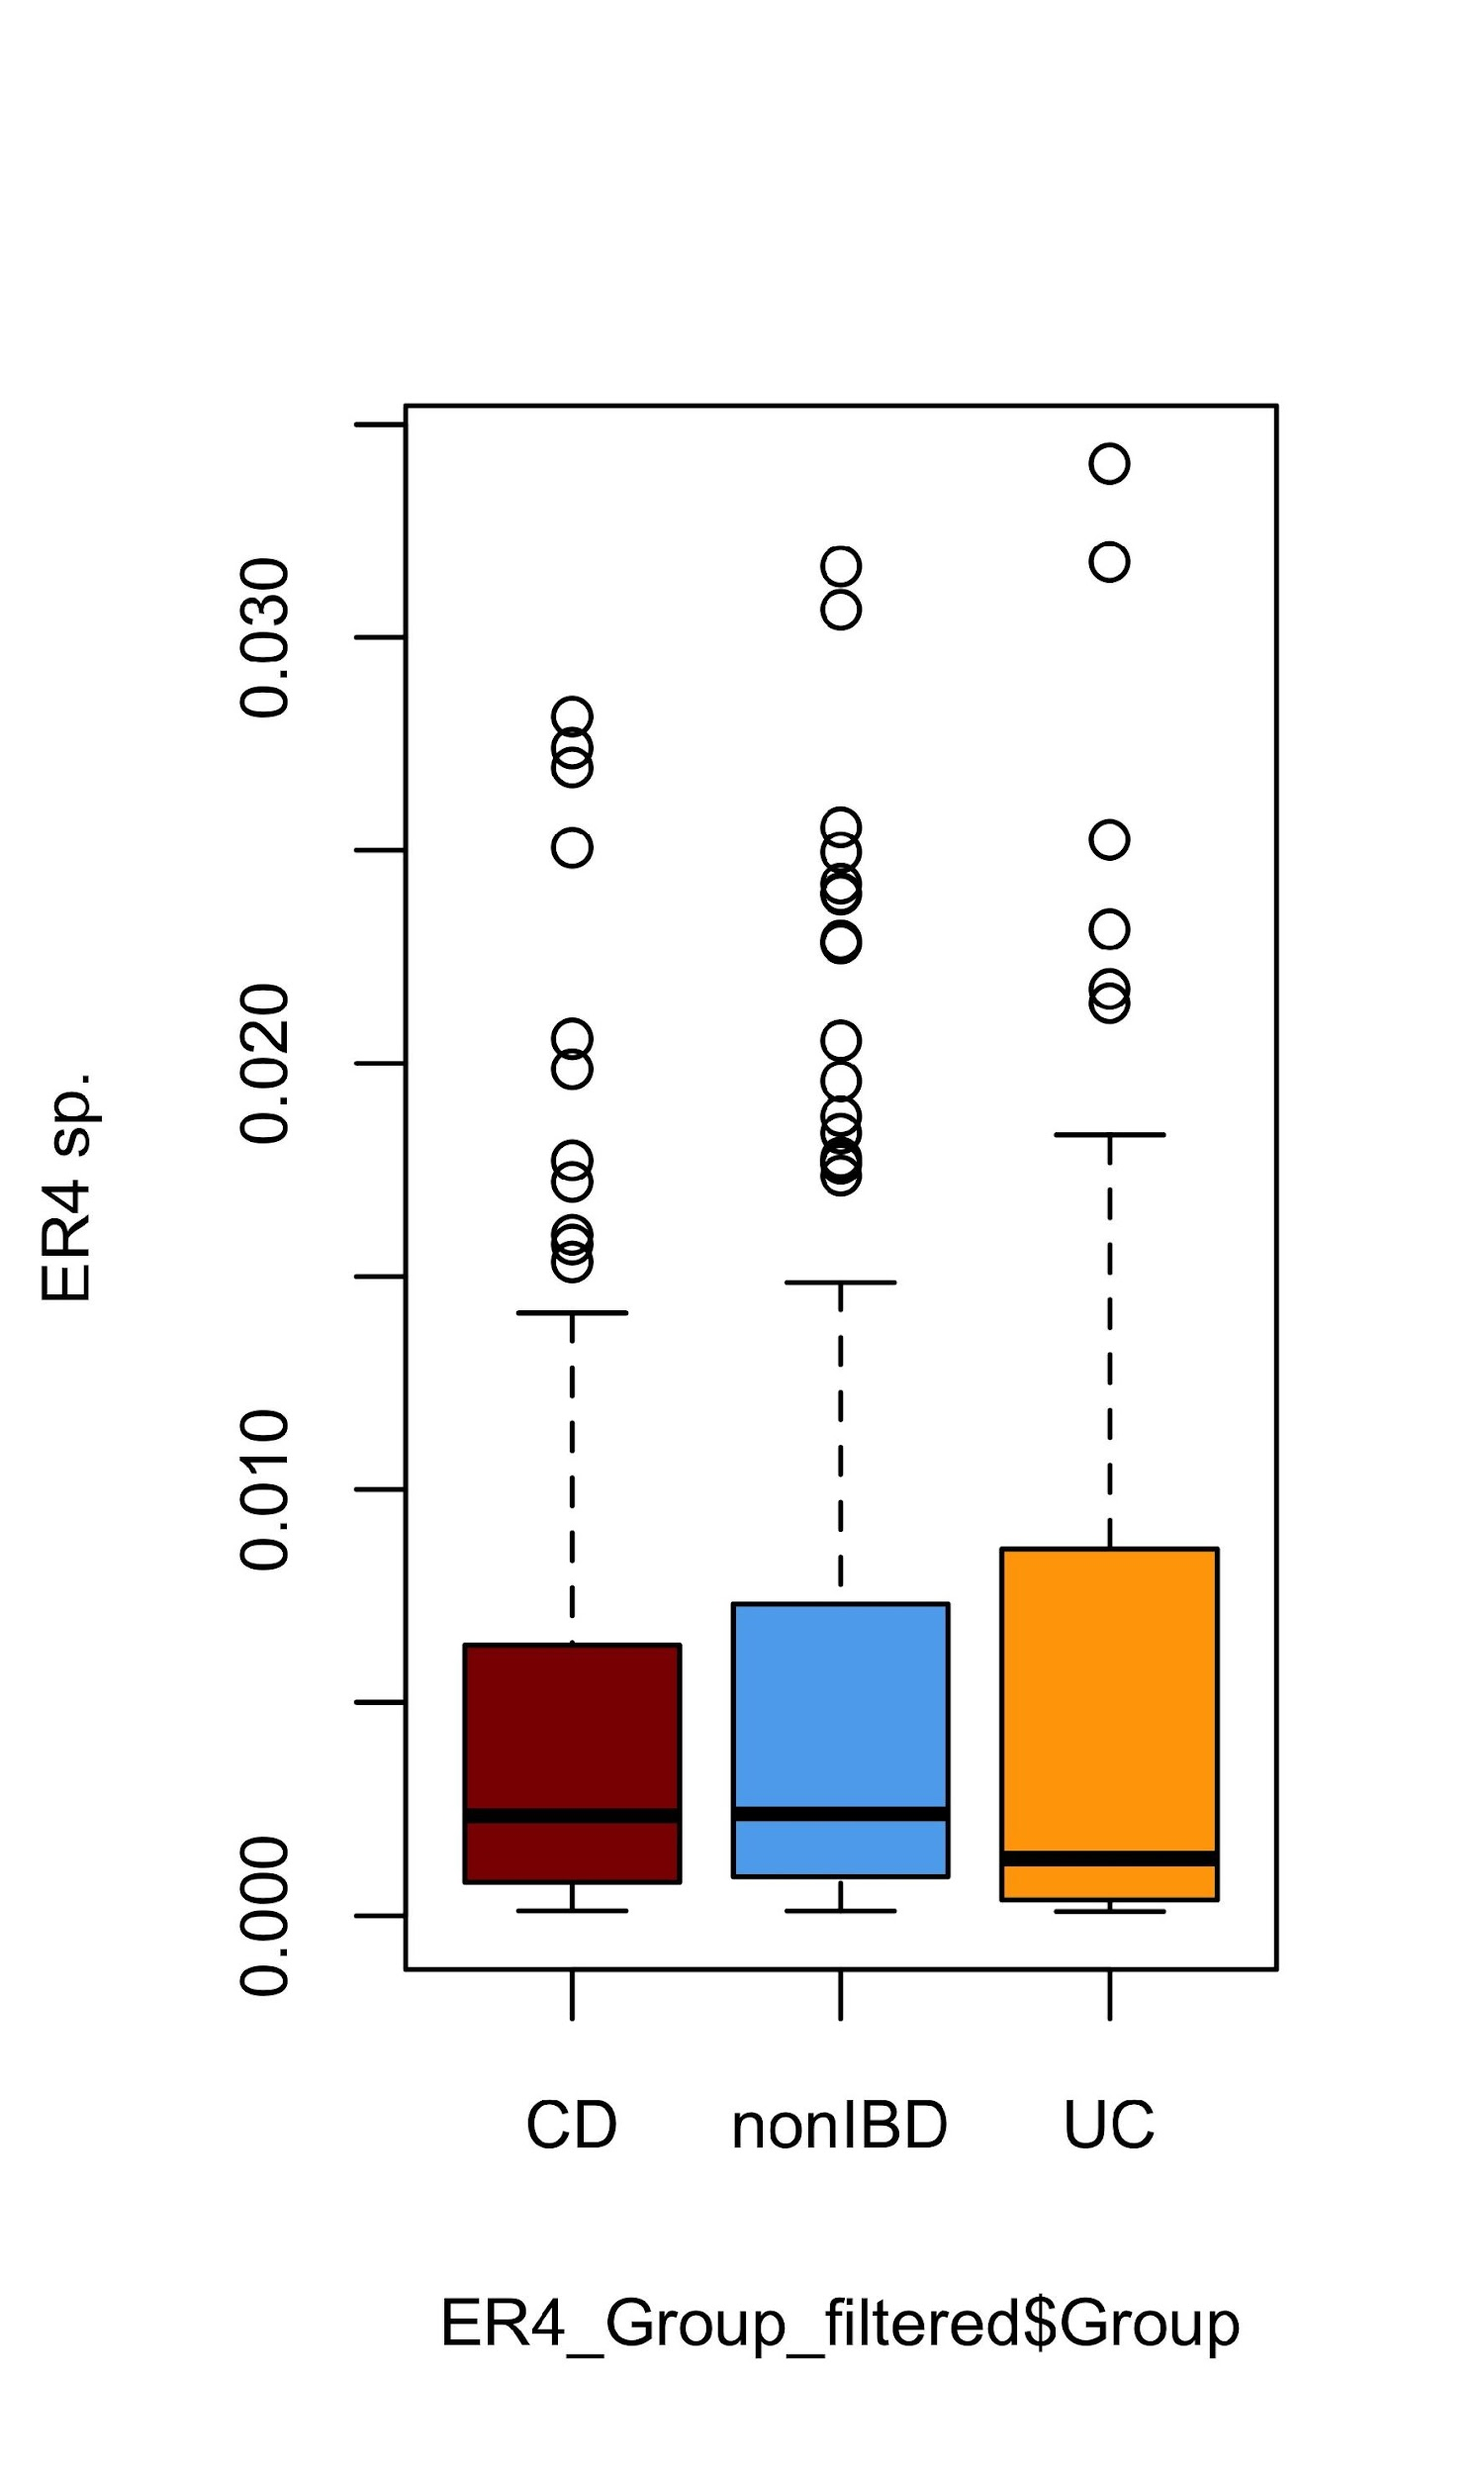 ER4 sp.
0.030
0.020
0.010
0.000
CD nonIBD UC
ER4_Group_filtered$Group